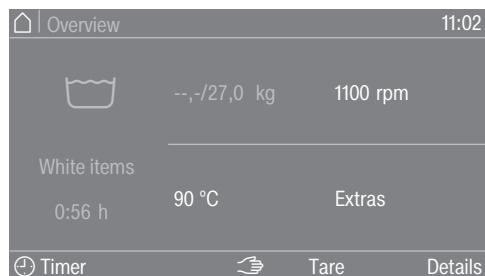 Overview 11:02
--,-/27,0 kg 1100 rpm
White items
0:56 h
90 °C Extras
Timer Tare Details